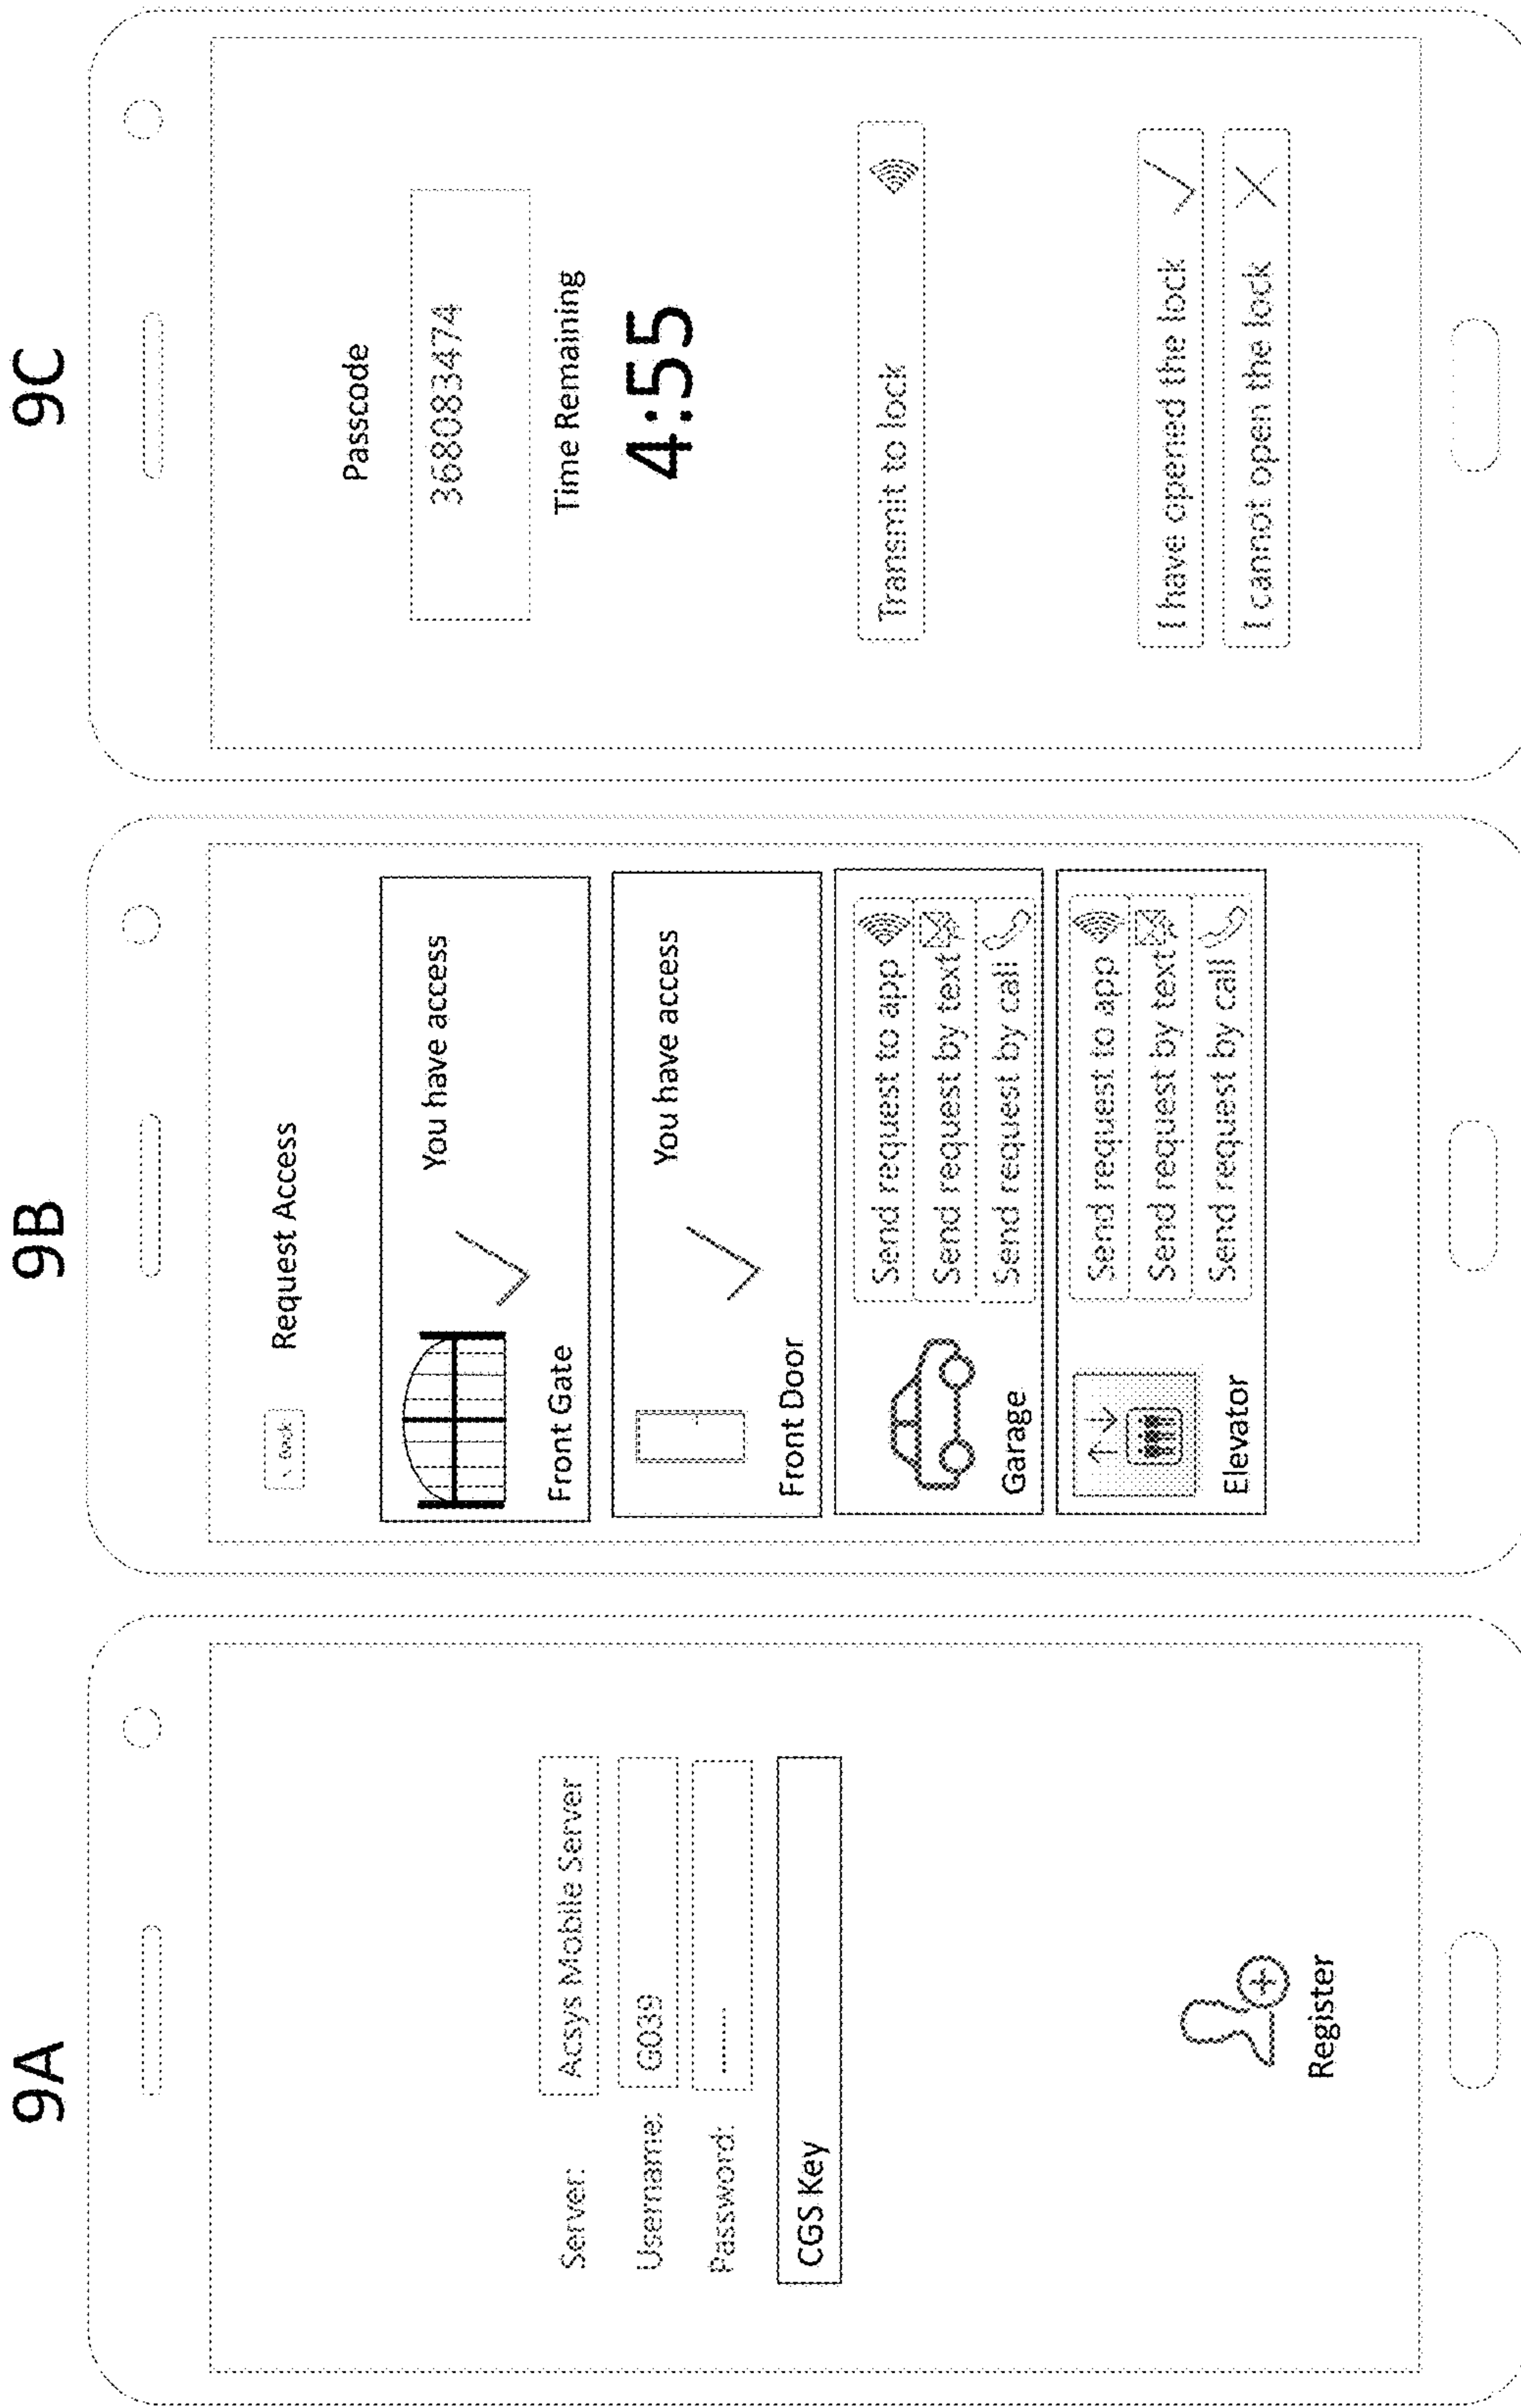 9A
Server: Acsys Mobile Server
Username: G039
Password: ........
CGS Key
Register
9B
Back
Request Access
You have access
Front Gate
You have access
Front Door
Send request to app
Send request by text
Send request by call
Garage
Send request to app
Send request by text
Send request by call
Elevator
9C
Passcode
368083474
Time Remaining
4:55
Transmit to lock
I have opened the lock
I cannot open the lock